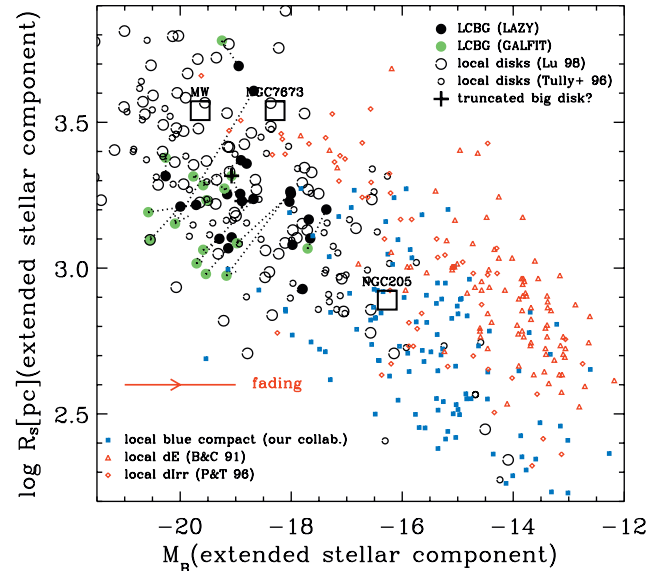 LCBG (LAZY)
LCBG (GALFIT)
local disks (Lu 98)
local disks (Tully+ 96)
truncated big disk?
MW
NGC7673
NGC205
fading
local blue compact (our collab.)
local dE (B&C 91)
local dIrr (P&T 96)
3.5
3.0
2.5
log R_S[pc](extended stellar component)
−20
−18
−16
−14
−12
M_B(extended stellar component)